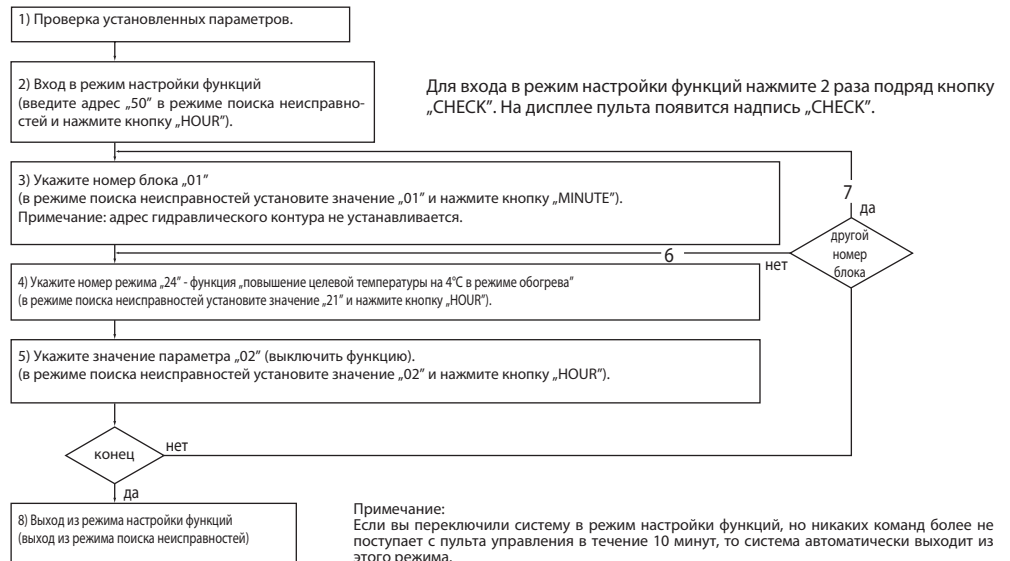 1) Проверка установленных параметров.
2) Вход в режим настройки функций
(введите адрес „50" в режиме поиска неисправно-
стей и нажмите кнопку „HOUR").
Для входа в режим настройки функций нажмите 2 раза подряд кнопку
„CHECK". На дисплее пульта появится надпись „CHECK".
3) Укажите номер блока „01"
(в режиме поиска неисправностей установите значение „01" и нажмите кнопку „MINUTE").
Примечание: адрес гидравлического контура не устанавливается.
7
да
другой
номер
блока
6
нет
4) Укажите номер режима „24" - функция „повышение целевой температуры на 4°C в режиме обогрева"
(в режиме поиска неисправностей установите значение „21" и нажмите кнопку „HOUR").
5) Укажите значение параметра „02" (выключить функцию).
(в режиме поиска неисправностей установите значение „02" и нажмите кнопку „HOUR").
конец
нет
да
8) Выход из режима настройки функций
(выход из режима поиска неисправностей)
Примечание:
Если вы переключили систему в режим настройки функций, но никаких команд более не
поступает с пульта управления в течение 10 минут, то система автоматически выходит из
этого режима.